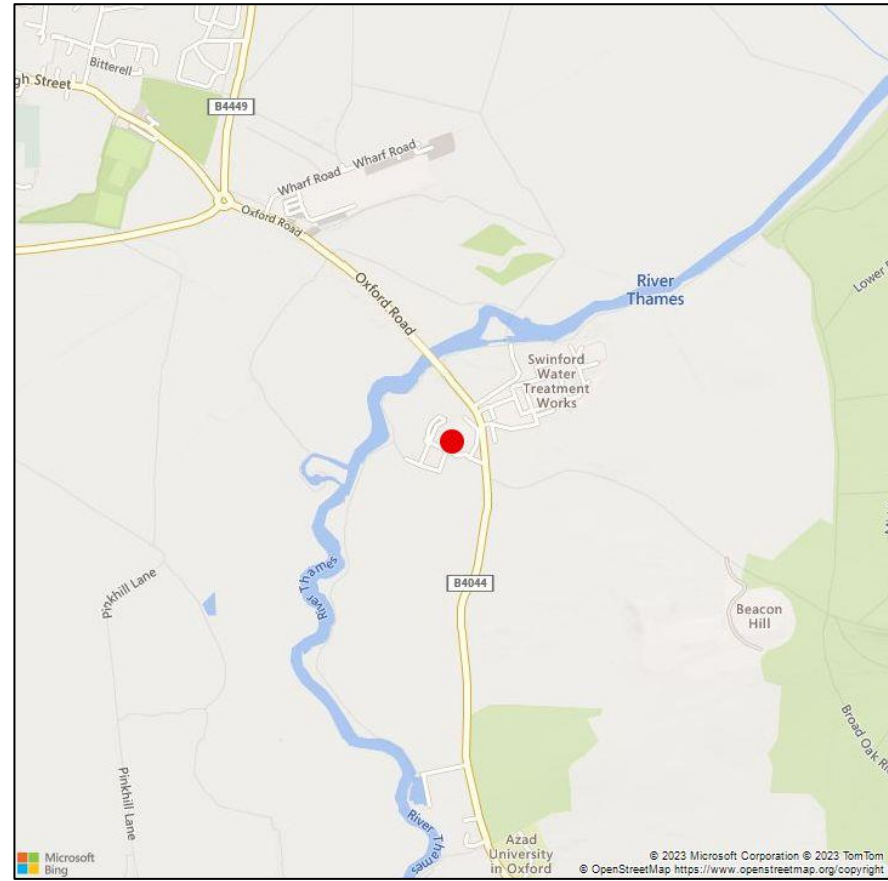 Bitterell
gh Street
B4449
Wharf Road
Wharf Road
Oxford Road
Oxford Road
River
Thames
Lower
Swinford
Water
Treatment
Works
River Thames
Pinkhill Lane
B4044
Beacon
Hill
Broad Oak
Pinkhill Lane
River Thames
Azad
University
in Oxford
Microsoft
Bing
© 2023 Microsoft Corporation © 2023 TomTom
© OpenStreetMap https://www.openstreetmap.org/copyright